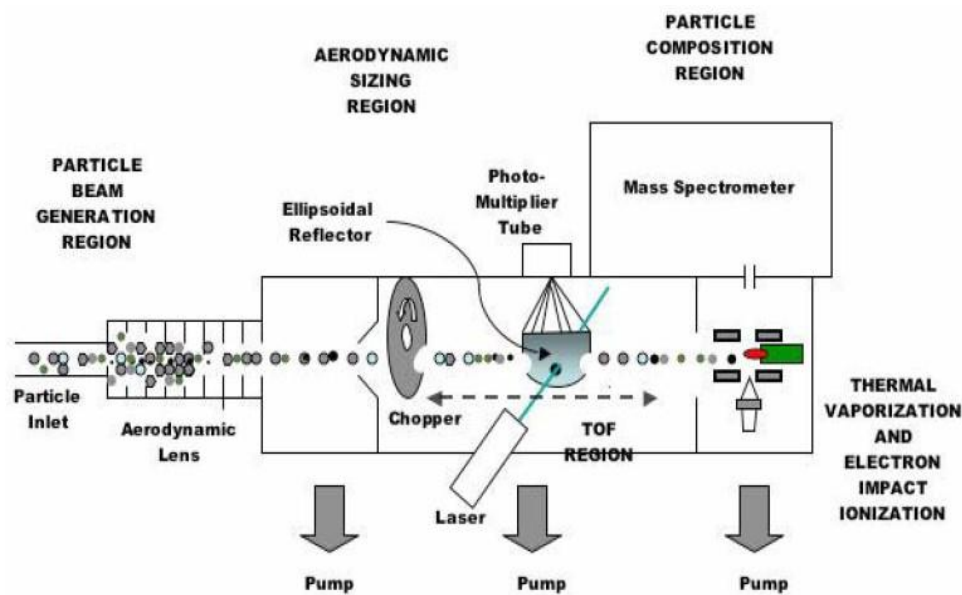 PARTICLE
COMPOSITION
REGION
AERODYNAMIC
SIZING
REGION
PARTICLE
BEAM
GENERATION
REGION
Photo-
Multiplier
Tube
Mass Spectrometer
Ellipsoidal
Reflector
Particle
Inlet
Aerodynamic
Lens
Chopper
TOF
REGION
Laser
THERMAL
VAPORIZATION
AND
ELECTRON
IMPACT
IONIZATION
Pump
Pump
Pump